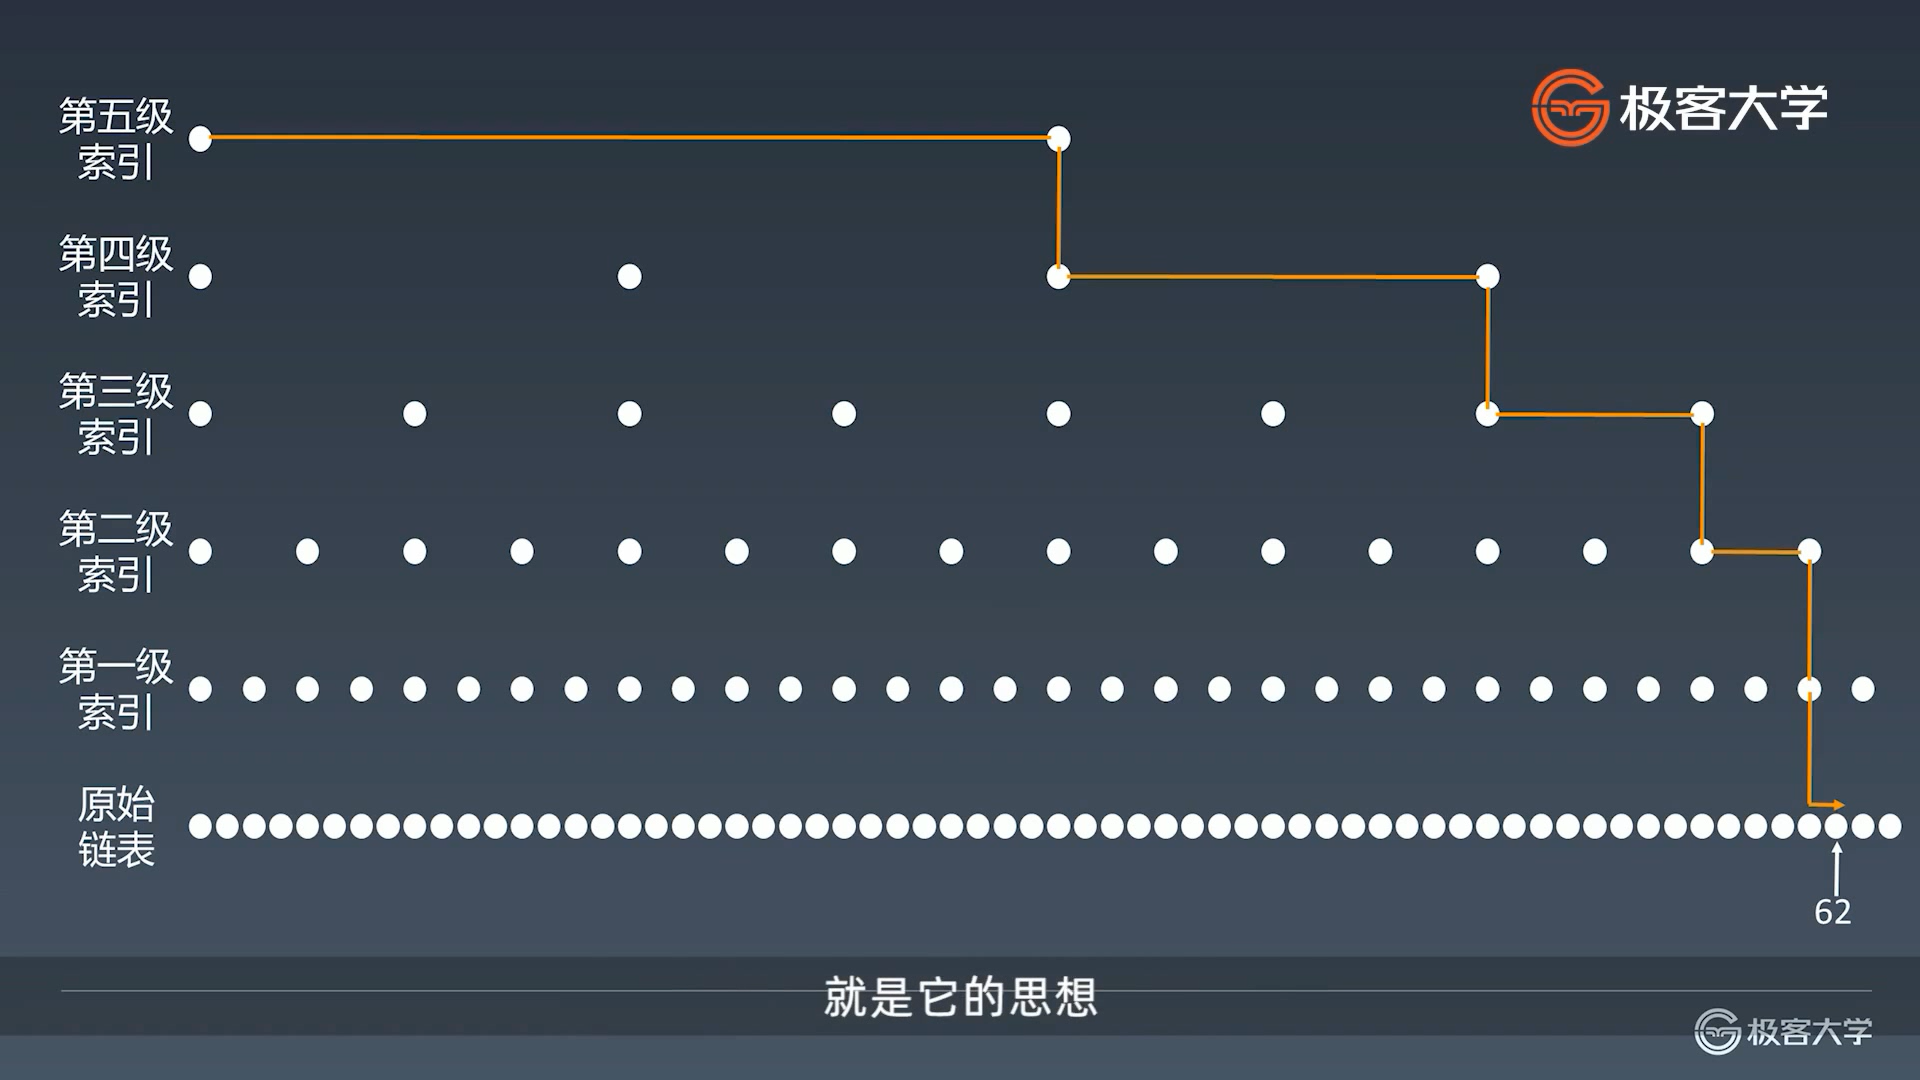 极客大学
第五级
索引
第四级
索引
第三级
索引
第二级
索引
第一级
索引
原始
链表
62
就是它的思想
极客大学